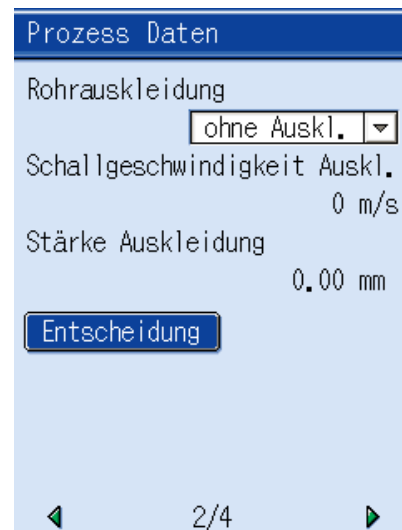 Prozess Daten
Rohrauskleidung
ohne Auskl.
Schallgeschwindigkeit Auskl.
0 m/s
Stärke Auskleidung
0.00 mm
Entscheidung
2/4